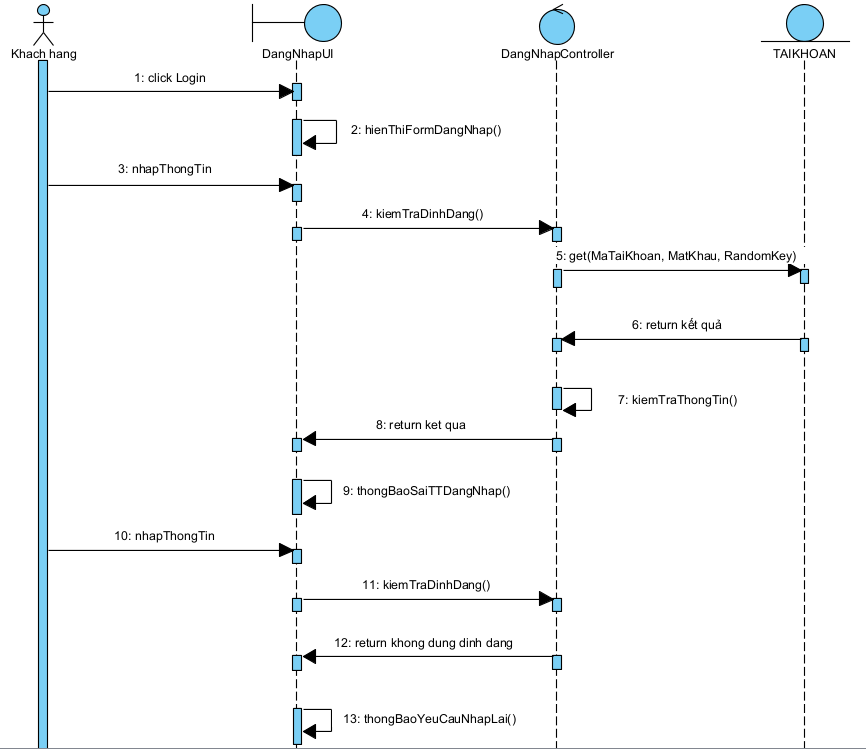 Khach hang
DangNhapUI
DangNhapController
TAIKHOAN
1: click Login
2: hienThiFormDangNhap()
3: nhapThongTin
4: kiemTraDinhDang()
5: get(MaTaiKhoan, MatKhau, RandomKey)
6: return kết quả
7: kiemTraThongTin()
8: return ket qua
9: thongBaoSaiTTDangNhap()
10: nhapThongTin
11: kiemTraDinhDang()
12: return khong dung dinh dang
13: thongBaoYeuCauNhapLai()